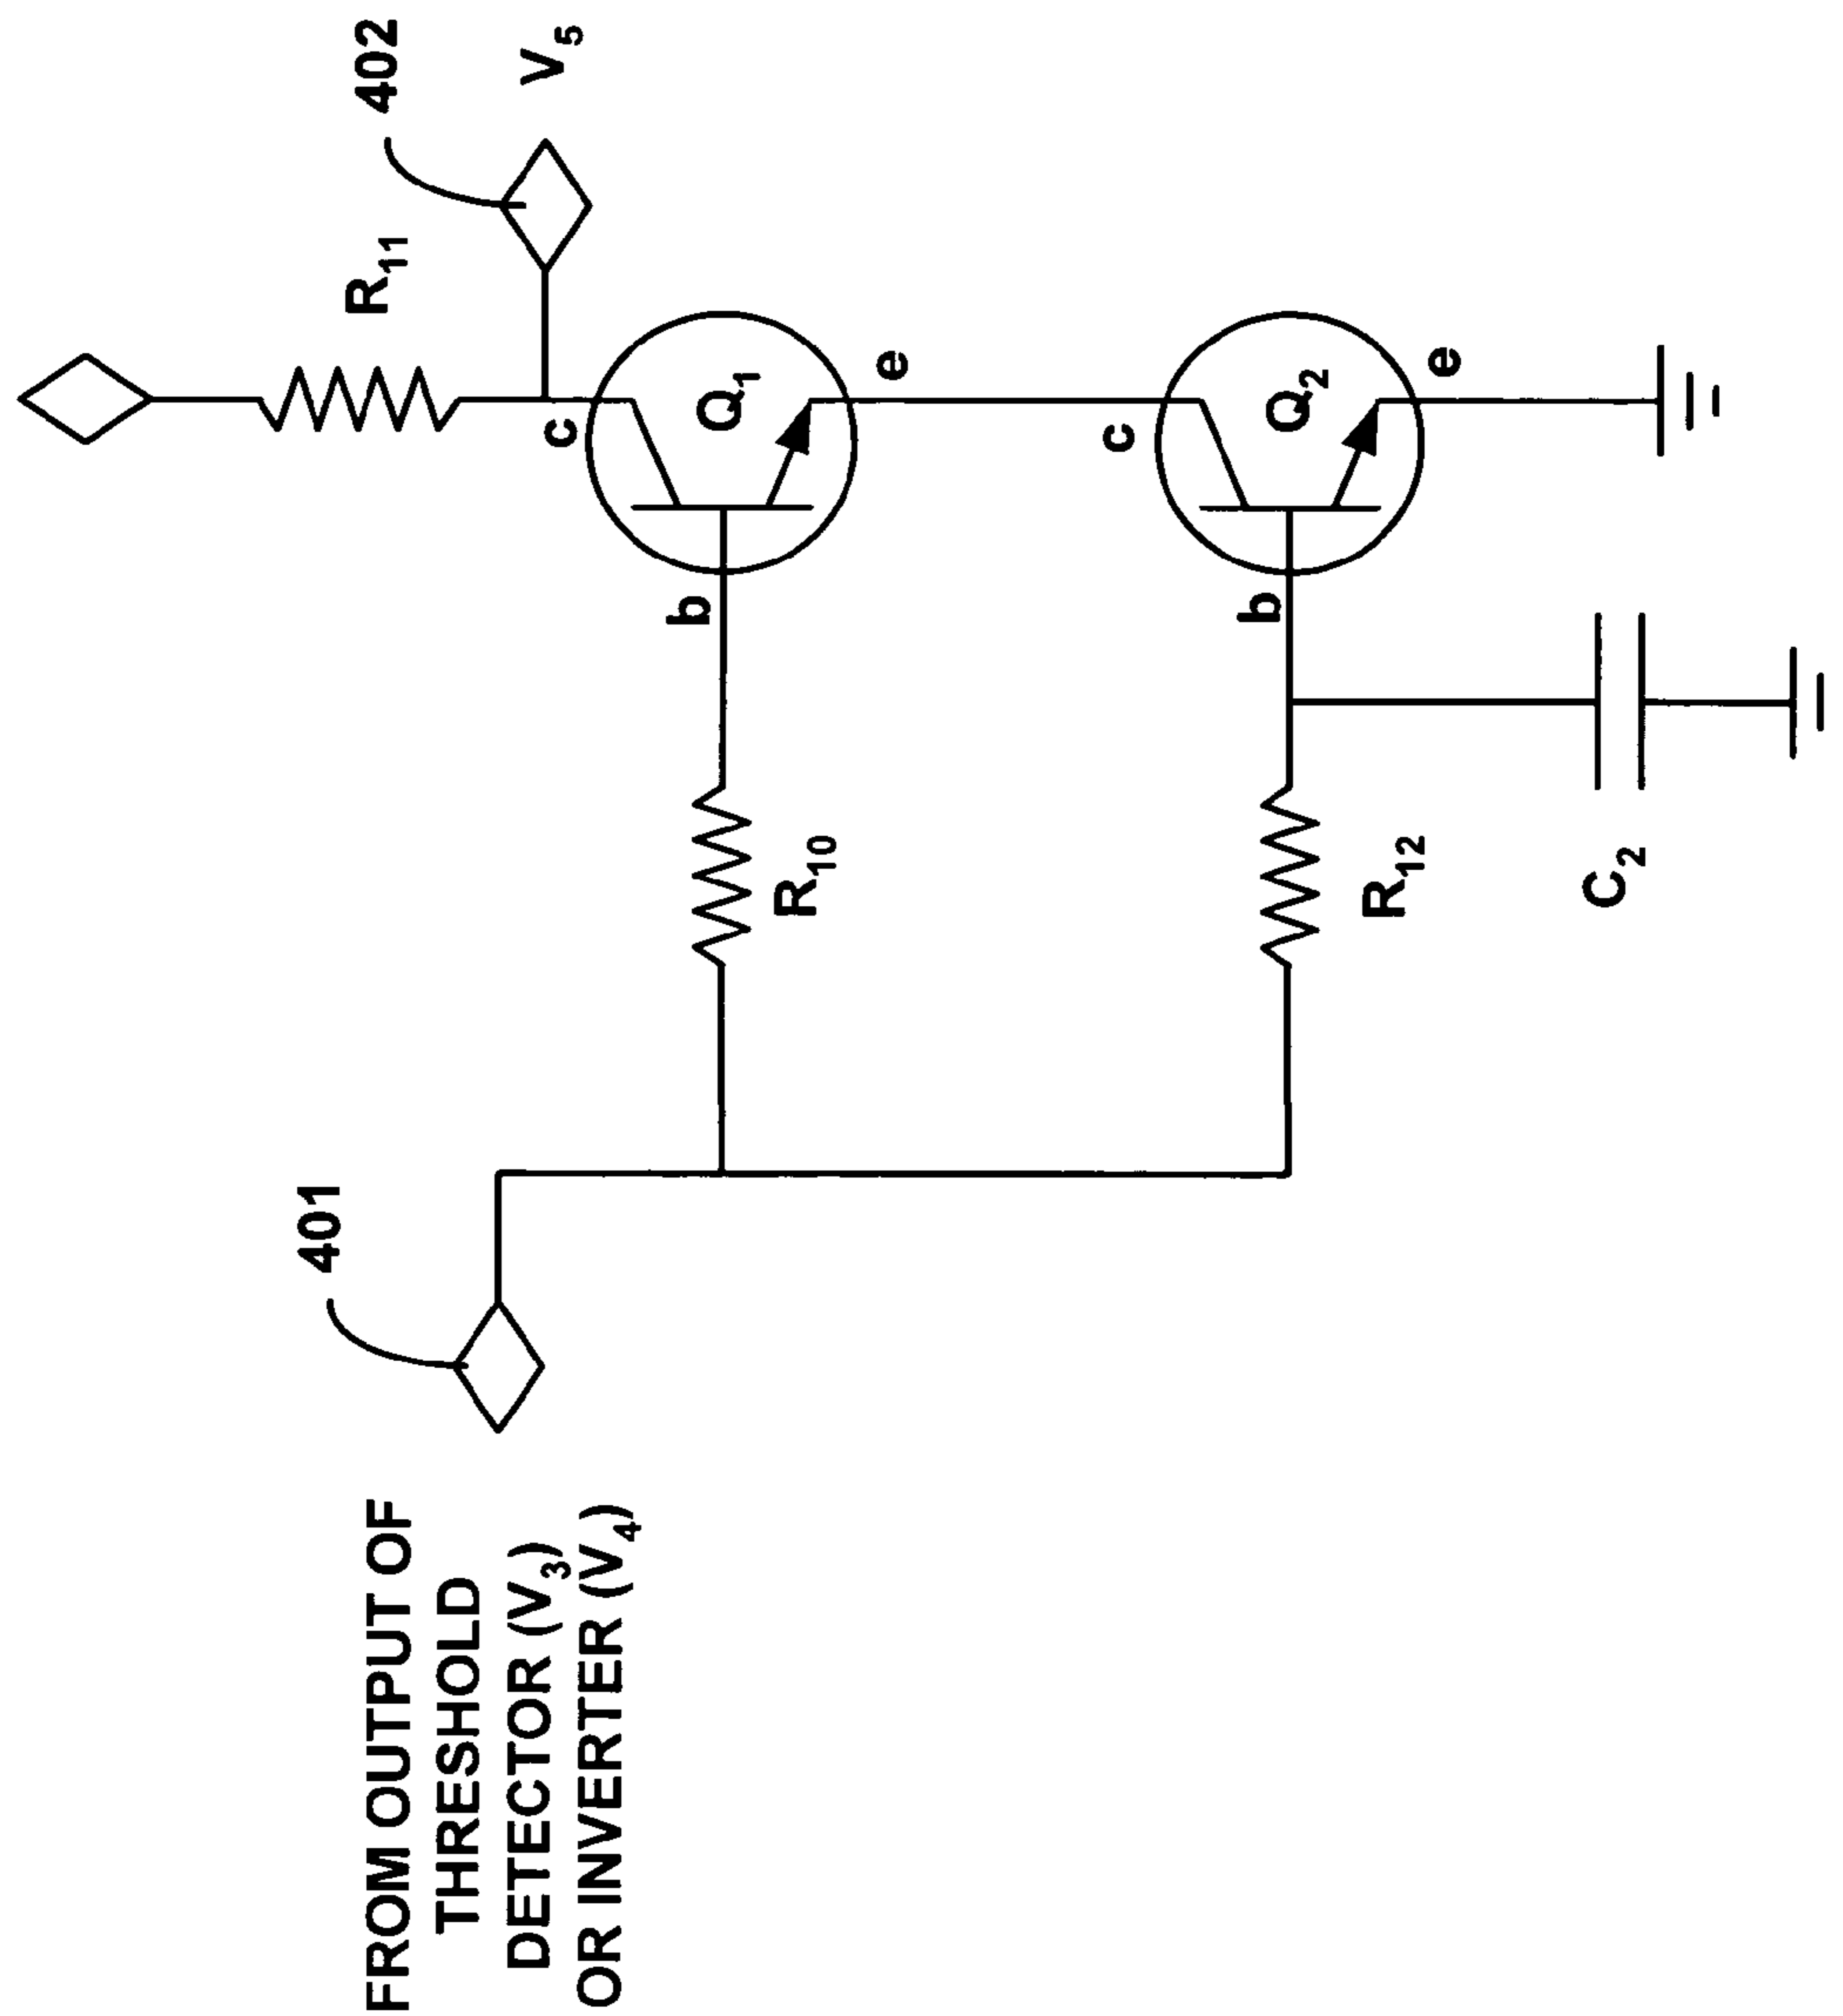 402
V5
R11
c
Q1
e
c
Q2
e
b
b
R10
R12
C2
401
FROM OUTPUT OF
THRESHOLD
DETECTOR (V3)
OR INVERTER (V4)